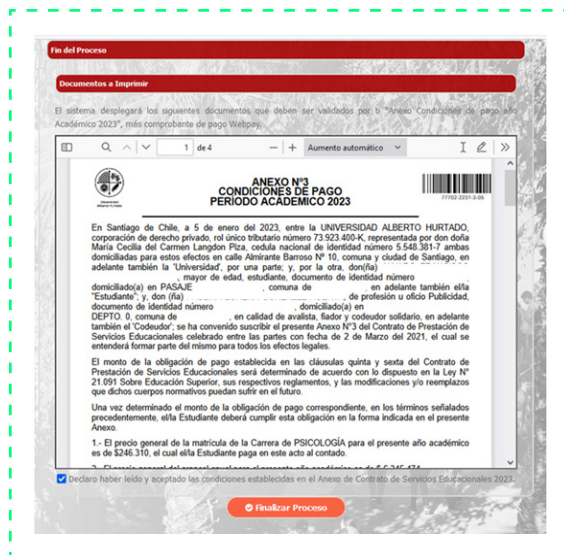 Fin del Proceso
Documentos a Imprimir
El sistema desplegará los siguientes documentos que deben ser validados por ti "Anexo Condiciones de pago año
Académico 2023", más comprobante de pago Webpay.
1 de 4 — + Aumento automático
ANEXO Nº3
CONDICIONES DE PAGO
PERÍODO ACADÉMICO 2023
77702-2231-3-05
En Santiago de Chile, a 5 de enero del 2023, entre la UNIVERSIDAD ALBERTO HURTADO,
corporación de derecho privado, rol único tributario número 73.923.400-K, representada por don doña
María Cecilia del Carmen Langdon Piza, cedula nacional de identidad número 5.548.381-7 ambas
domiciliadas para estos efectos en calle Almirante Barroso Nº 10, comuna y ciudad de Santiago, en
adelante también la 'Universidad', por una parte; y, por la otra, don(ña)
, mayor de edad, estudiante, documento de identidad número
domiciliado(a) en PASAJE , comuna de , en adelante también el/la
"Estudiante"; y, don (ña) , de profesión u oficio Publicidad,
documento de identidad número , domiciliado(a) en
DEPTO. 0, comuna de , en calidad de avalista, fiador y codeudor solidario, en adelante
también el 'Codeudor'; se ha convenido suscribir el presente Anexo Nº3 del Contrato de Prestación de
Servicios Educacionales celebrado entre las partes con fecha de 2 de Marzo del 2021, el cual se
entenderá formar parte del mismo para todos los efectos legales.
El monto de la obligación de pago establecida en las cláusulas quinta y sexta del Contrato de
Prestación de Servicios Educacionales será determinado de acuerdo con lo dispuesto en la Ley N°
21.091 Sobre Educación Superior, sus respectivos reglamentos, y las modificaciones y/o reemplazos
que dichos cuerpos normativos puedan sufrir en el futuro.
Una vez determinado el monto de la obligación de pago correspondiente, en los términos señalados
precedentemente, el/la Estudiante deberá cumplir esta obligación en la forma indicada en el presente
Anexo.
1.- El precio general de la matrícula de la Carrera de PSICOLOGÍA para el presente año académico
es de $246.310, el cual el/la Estudiante paga en este acto al contado.
Declaro haber leído y aceptado las condiciones establecidas en el Anexo de Contrato de Servicios Educacionales 2023.
Finalizar Proceso